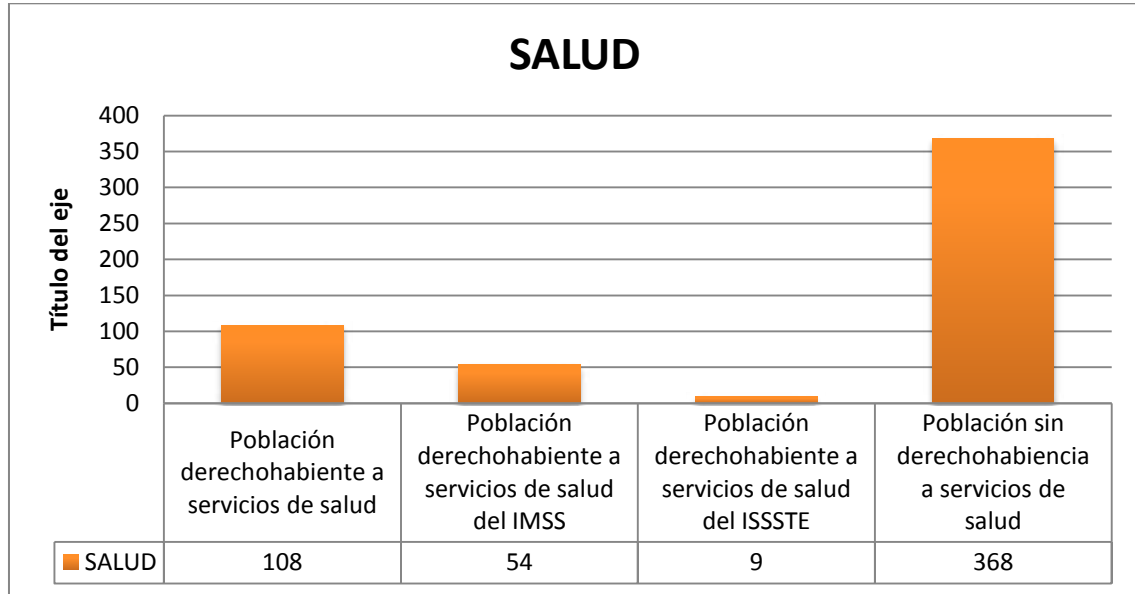 SALUD
400
350
300
250
200
150
100
50
0
Título del eje
Población
derechohabiente a
servicios de salud
Población
derechohabiente a
servicios de salud
del IMSS
Población
derechohabiente a
servicios de salud
del ISSSTE
Población sin
derechohabiencia
a servicios de
salud
SALUD 108 54 9 368